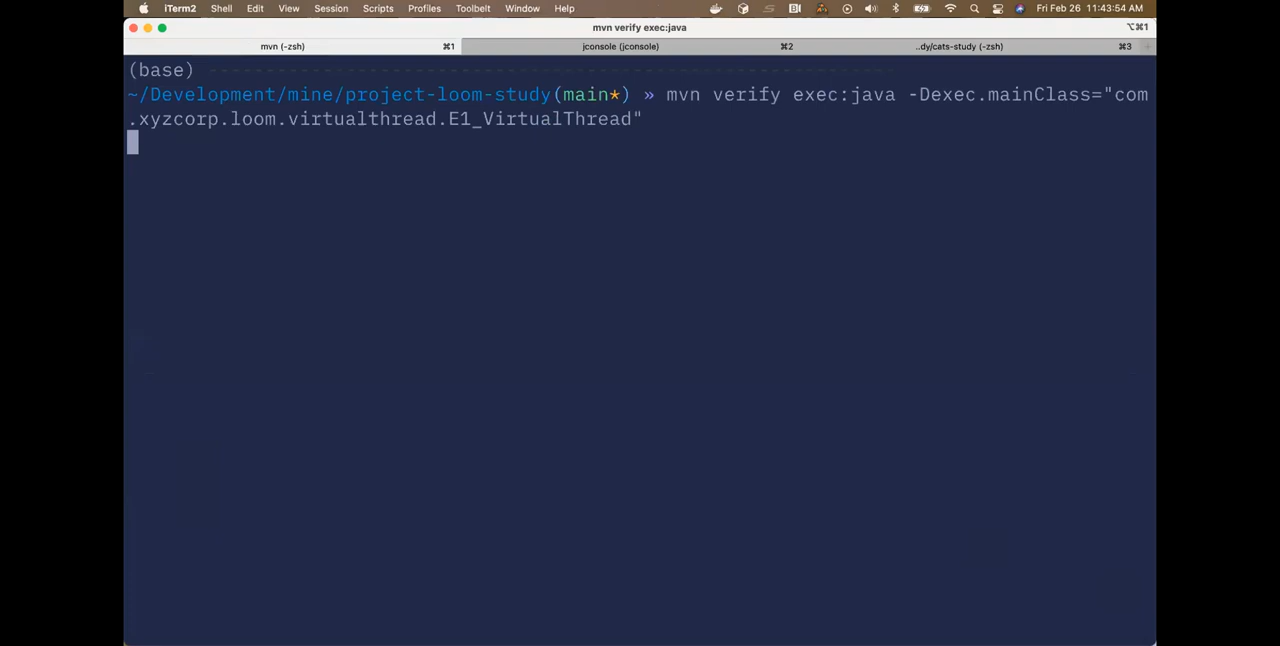 iTerm2 Shell Edit View Session Scripts Profiles Toolbelt Window Help Fri Feb 26 11:43:54 AM
mvn verify exec:java ⌥⌘1
mvn (-zsh) ⌘1 jconsole (jconsole) ⌘2 ..dy/cats-study (-zsh) ⌘3
(base)
~/Development/mine/project-loom-study(main*) » mvn verify exec:java -Dexec.mainClass="com
.xyzcorp.loom.virtualthread.E1_VirtualThread"